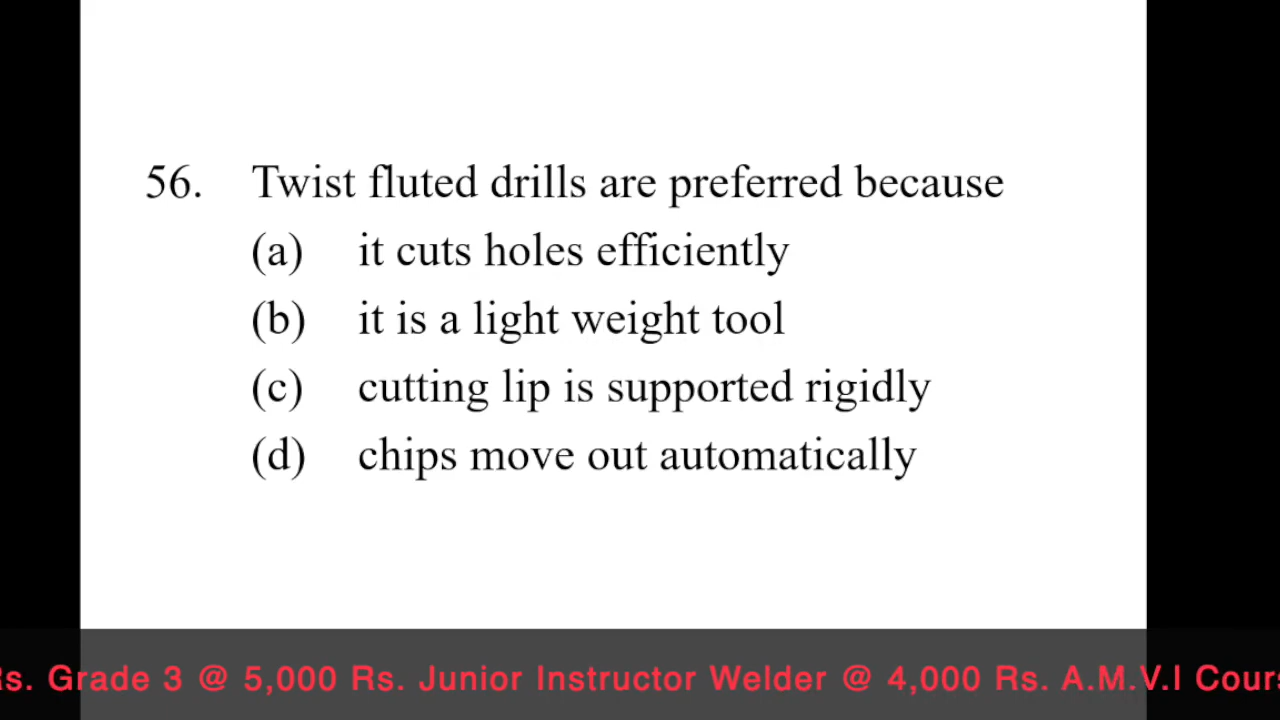 56. Twist fluted drills are preferred because
(a) it cuts holes efficiently
(b) it is a light weight tool
(c) cutting lip is supported rigidly
(d) chips move out automatically
Rs. Grade 3 @ 5,000 Rs. Junior Instructor Welder @ 4,000 Rs. A.M.V.I Cours